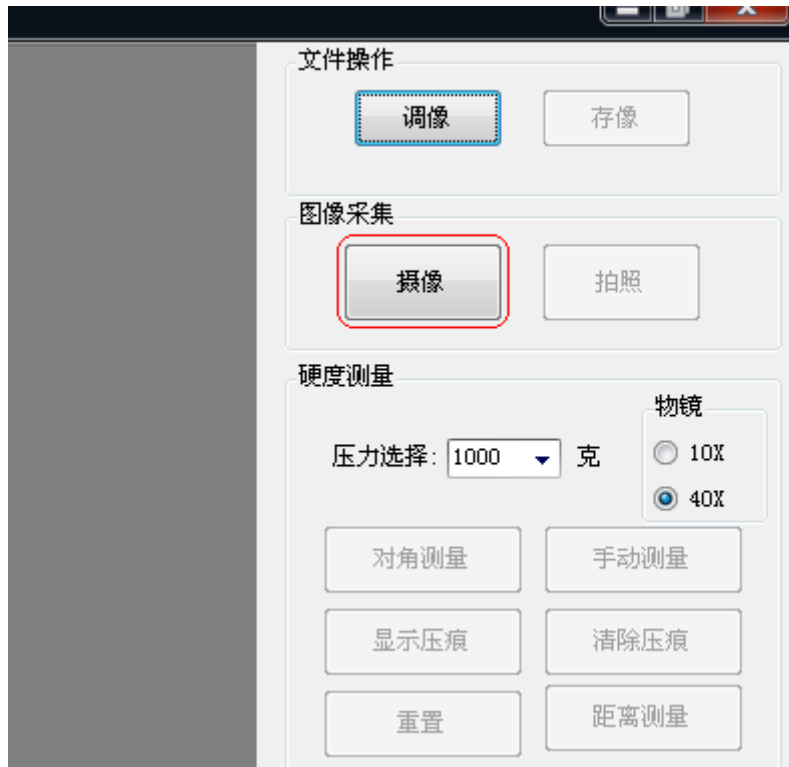 文件操作
调像 存像
图像采集
摄像 拍照
硬度测量
物镜
压力选择: 1000 克 10X
40X
对角测量 手动测量
显示压痕 清除压痕
重置 距离测量